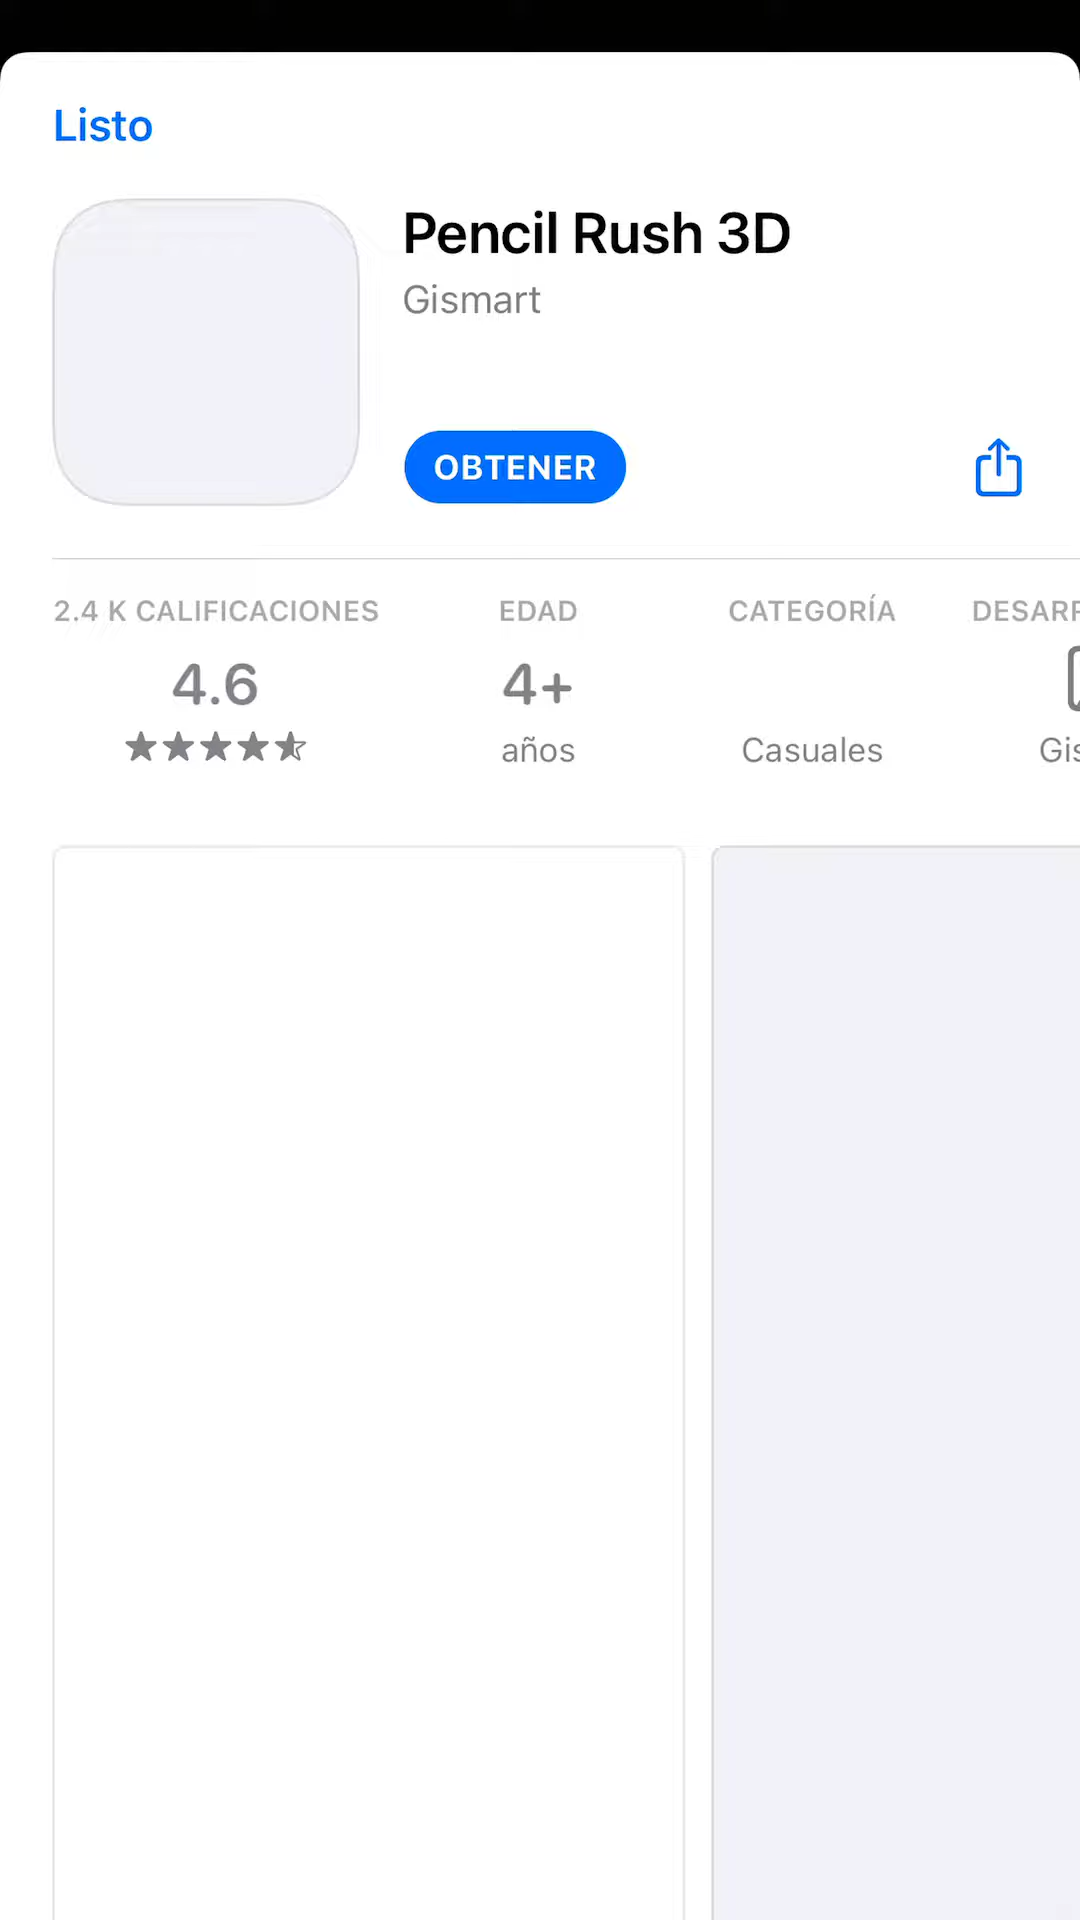 Listo
Pencil Rush 3D
Gismart
OBTENER
2.4 K CALIFICACIONES
EDAD
CATEGORÍA
4.6
4+
años
Casuales